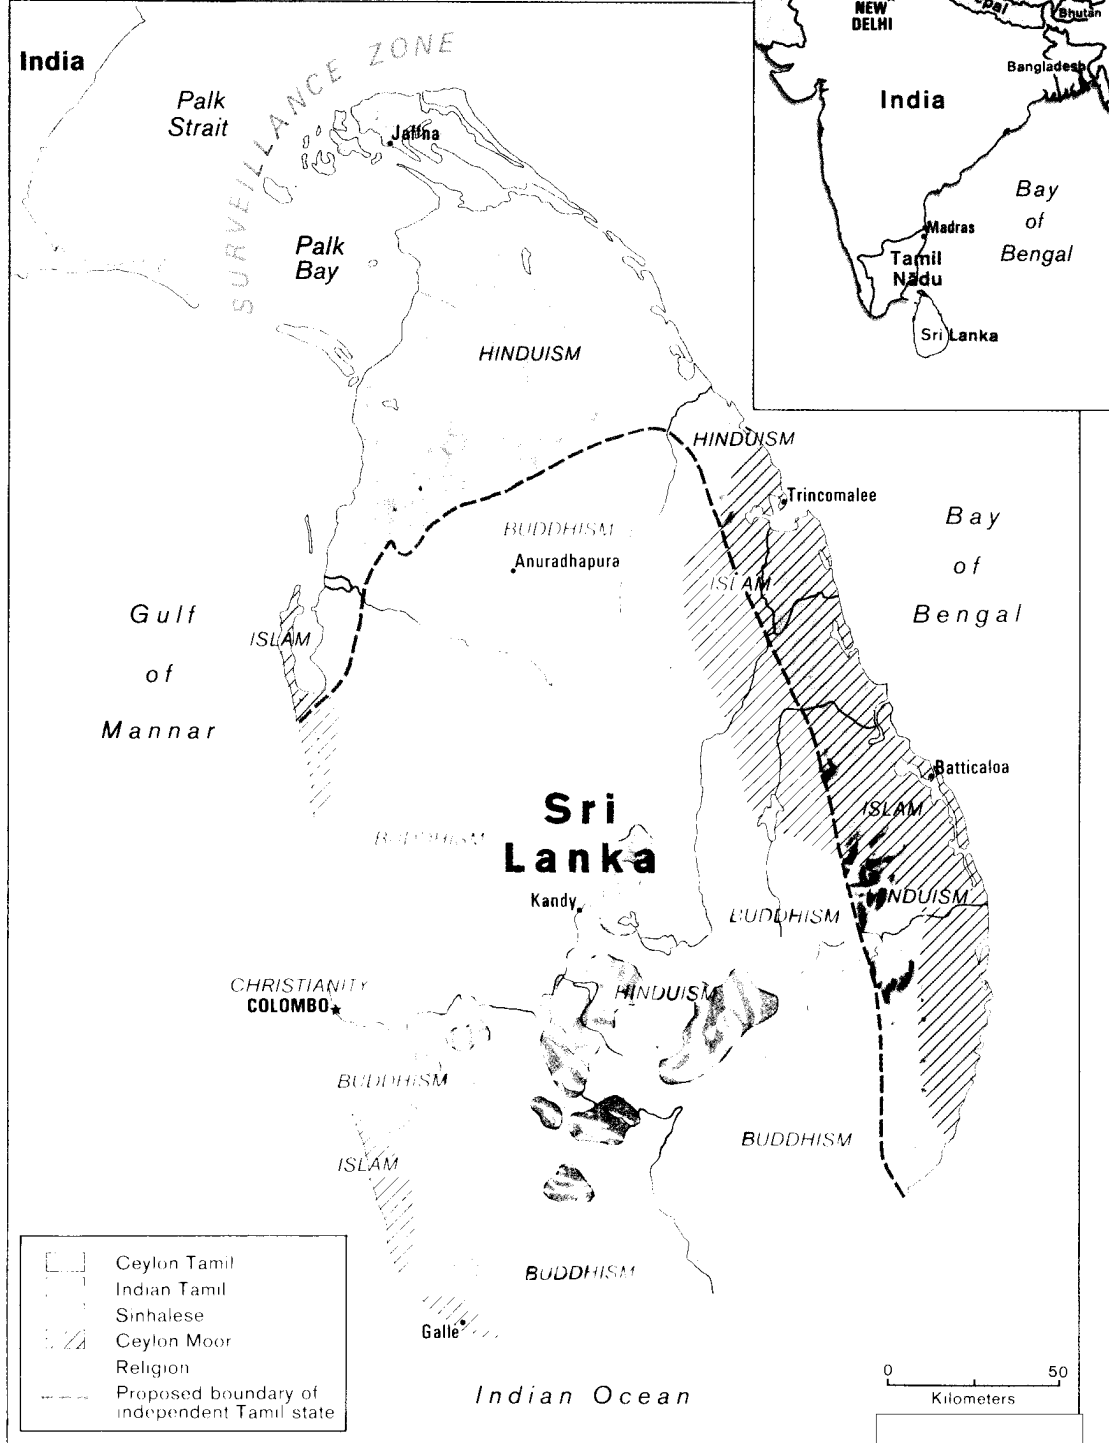 India
SURVEILLANCE ZONE
Palk
Strait
Jaffna
Palk
Bay
NEW
DELHI
Bhutan
Bangladesh
India
Bay
of
Bengal
Madras
Tamil
Nādu
Sri Lanka
HINDUISM
HINDUISM
Trincomalee
BUDDHISM
Anuradhapura
Bay
of
Bengal
ISLAM
Gulf
of
Mannar
ISLAM
Batticaloa
ISLAM
Sri
Lanka
BUDDHISM
Kandy
HINDUISM
BUDDHISM
CHRISTIANITY
COLOMBO
HINDUISM
BUDDHISM
BUDDHISM
ISLAM
BUDDHISM
Galle
Indian Ocean
Ceylon Tamil
Indian Tamil
Sinhalese
Ceylon Moor
Religion
Proposed boundary of
independent Tamil state
0 50
Kilometers